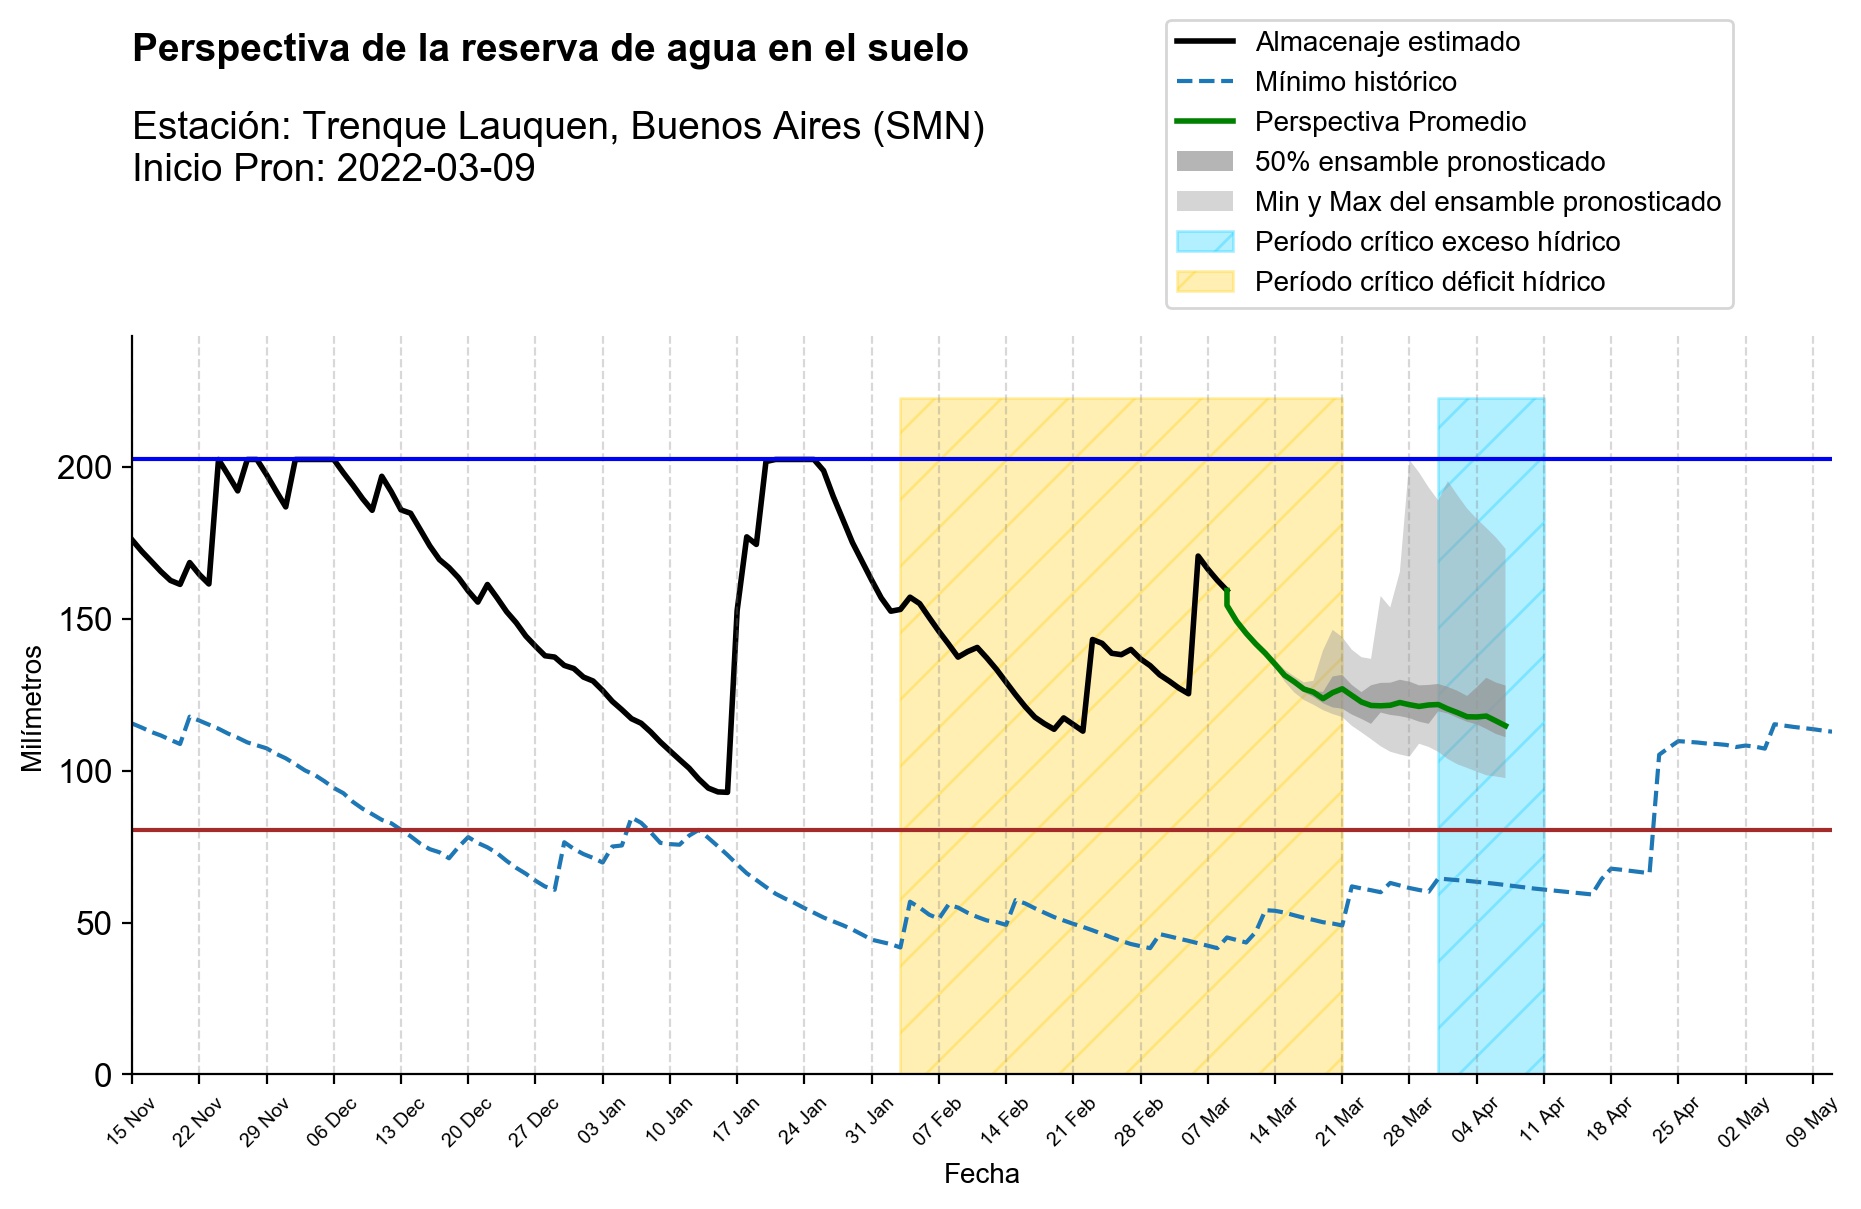 Perspectiva de la reserva de agua en el suelo
Estación: Trenque Lauquen, Buenos Aires (SMN)
Inicio Pron: 2022-03-09
Almacenaje estimado
Mínimo histórico
Perspectiva Promedio
50% ensamble pronosticado
Min y Max del ensamble pronosticado
Período crítico exceso hídrico
Período crítico déficit hídrico
200
150
100
50
0
Milímetros
15 Nov
22 Nov
29 Nov
06 Dec
13 Dec
20 Dec
27 Dec
03 Jan
10 Jan
17 Jan
24 Jan
31 Jan
07 Feb
14 Feb
21 Feb
28 Feb
07 Mar
14 Mar
21 Mar
28 Mar
04 Apr
11 Apr
18 Apr
25 Apr
02 May
09 May
Fecha